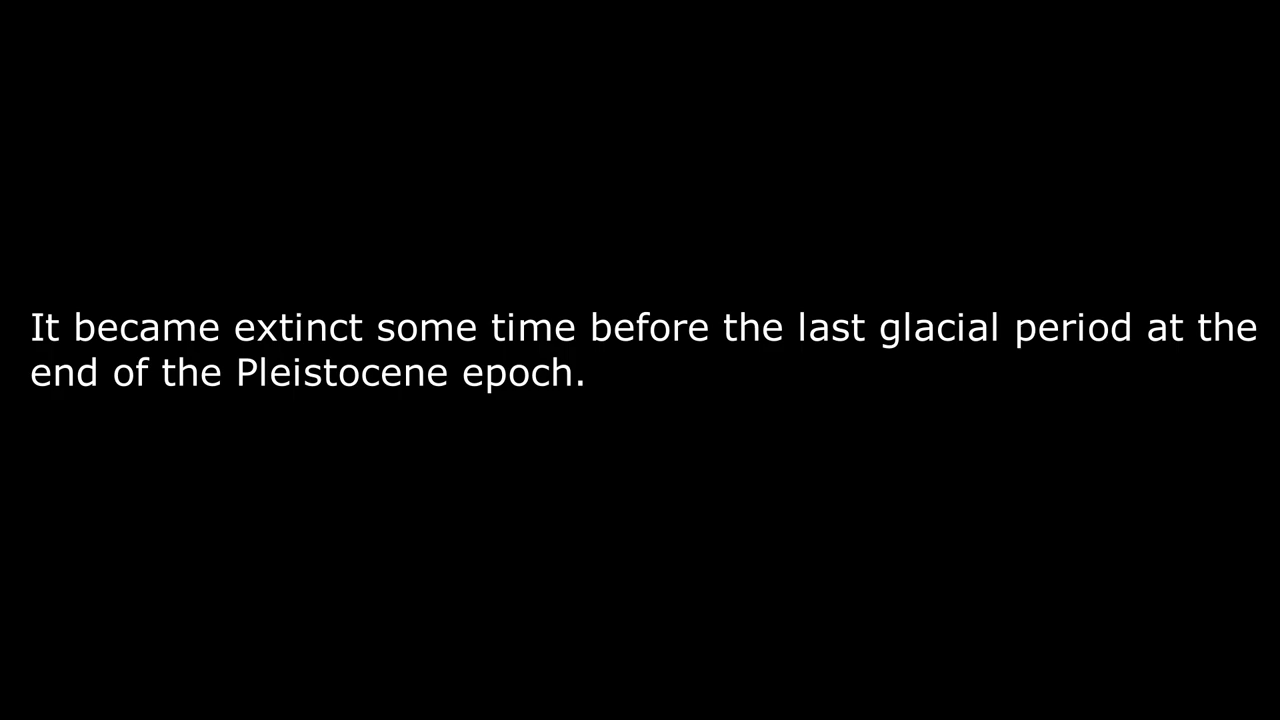 It became extinct some time before the last glacial period at the
end of the Pleistocene epoch.